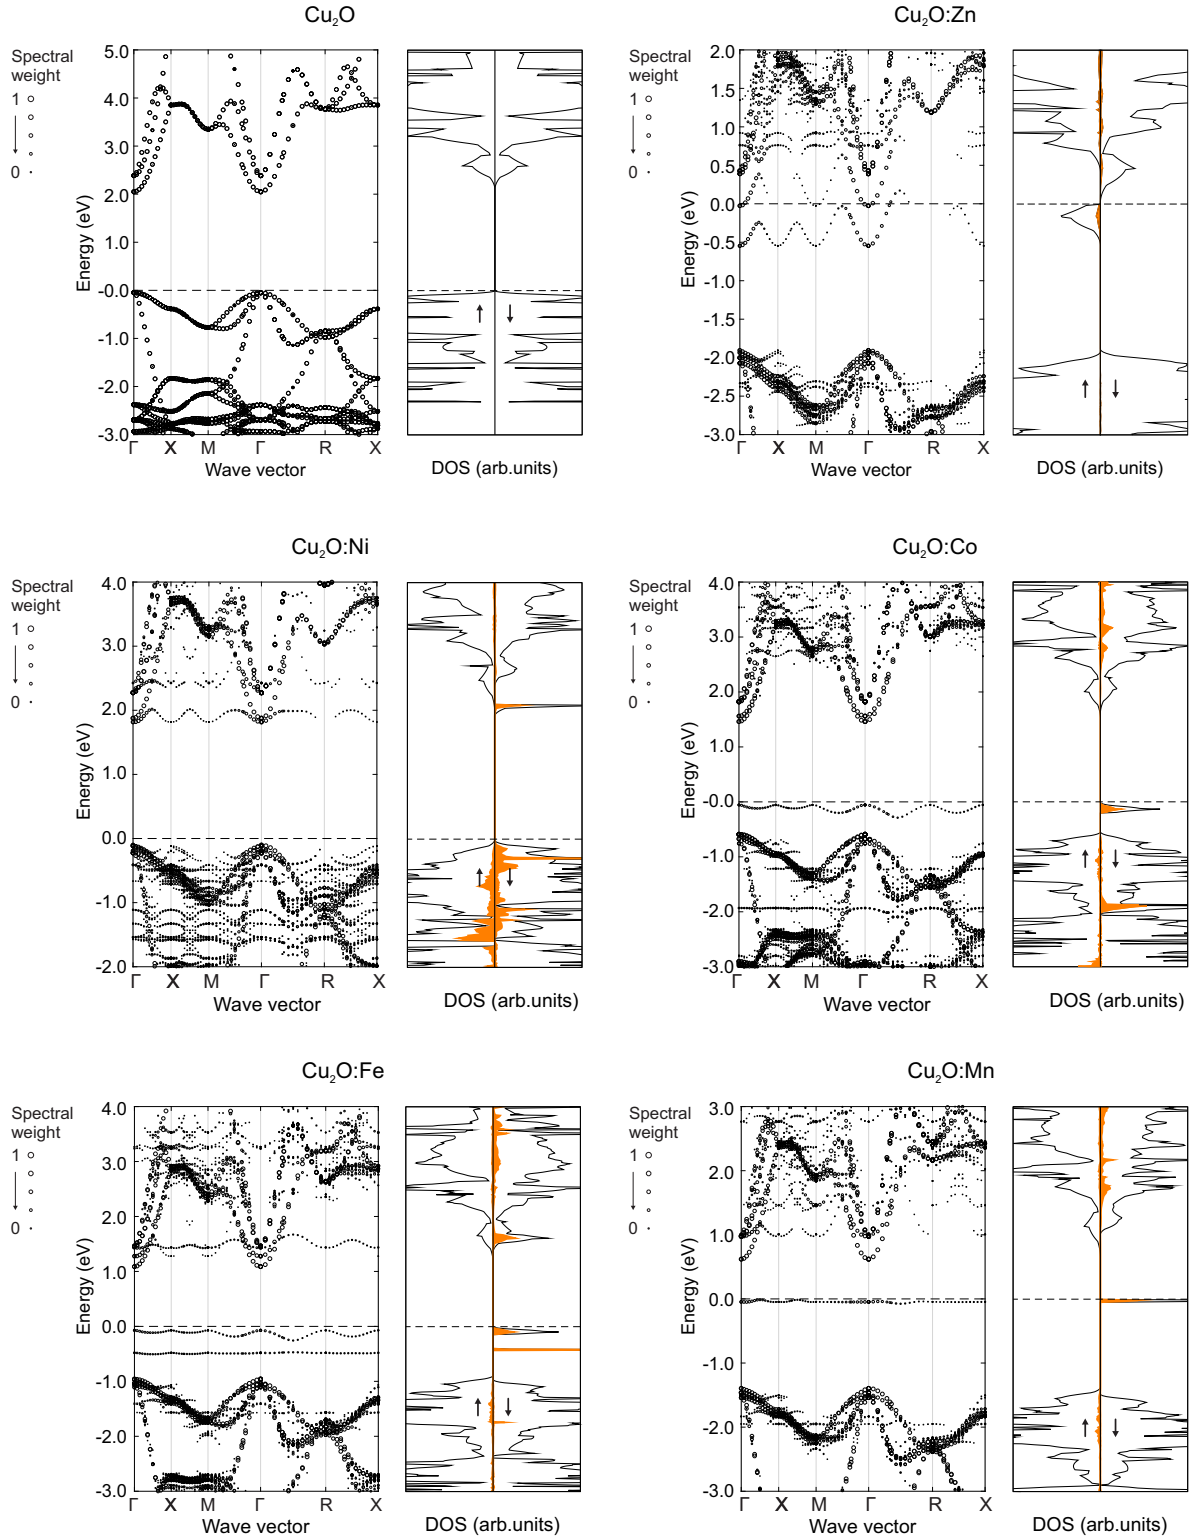 Cu₂O
Spectral
weight
1
0
Energy (eV)
5.0
4.0
3.0
2.0
1.0
-0.0
-1.0
-2.0
-3.0
Γ X M Γ R X
Wave vector
DOS (arb.units)
Cu₂O:Zn
Spectral
weight
1
0
Energy (eV)
2.0
1.5
1.0
0.5
0.0
-0.5
-1.0
-1.5
-2.0
-2.5
-3.0
Γ X M Γ R X
Wave vector
DOS (arb.units)
Cu₂O:Ni
Spectral
weight
1
0
Energy (eV)
4.0
3.0
2.0
1.0
0.0
-1.0
-2.0
Γ X M Γ R X
Wave vector
DOS (arb.units)
Cu₂O:Co
Spectral
weight
1
0
Energy (eV)
4.0
3.0
2.0
1.0
-0.0
-1.0
-2.0
-3.0
Γ X M Γ R X
Wave vector
DOS (arb.units)
Cu₂O:Fe
Spectral
weight
1
0
Energy (eV)
4.0
3.0
2.0
1.0
0.0
-1.0
-2.0
-3.0
Γ X M Γ R X
Wave vector
DOS (arb.units)
Cu₂O:Mn
Spectral
weight
1
0
Energy (eV)
3.0
2.0
1.0
0.0
-1.0
-2.0
-3.0
Γ X M Γ R X
Wave vector
DOS (arb.units)